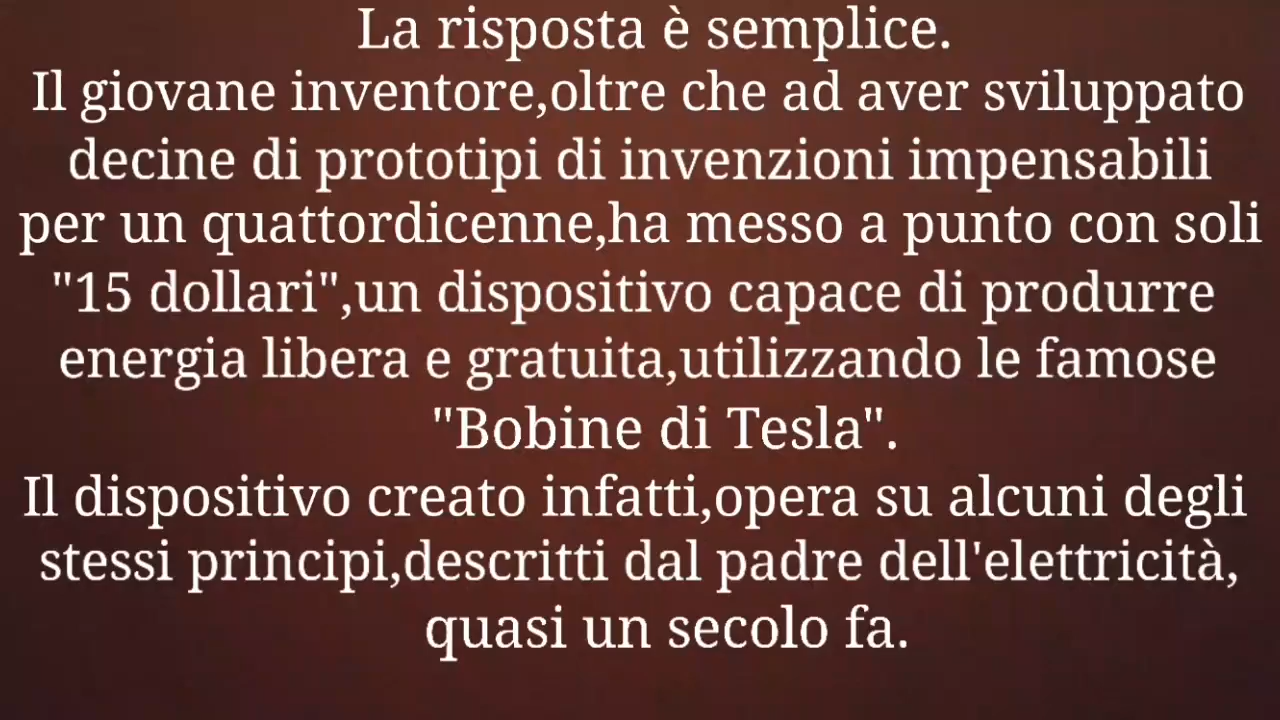 La risposta è semplice.
Il giovane inventore,oltre che ad aver sviluppato
decine di prototipi di invenzioni impensabili
per un quattordicenne,ha messo a punto con soli
"15 dollari",un dispositivo capace di produrre
energia libera e gratuita,utilizzando le famose
"Bobine di Tesla".
Il dispositivo creato infatti,opera su alcuni degli
stessi principi,descritti dal padre dell'elettricità,
quasi un secolo fa.